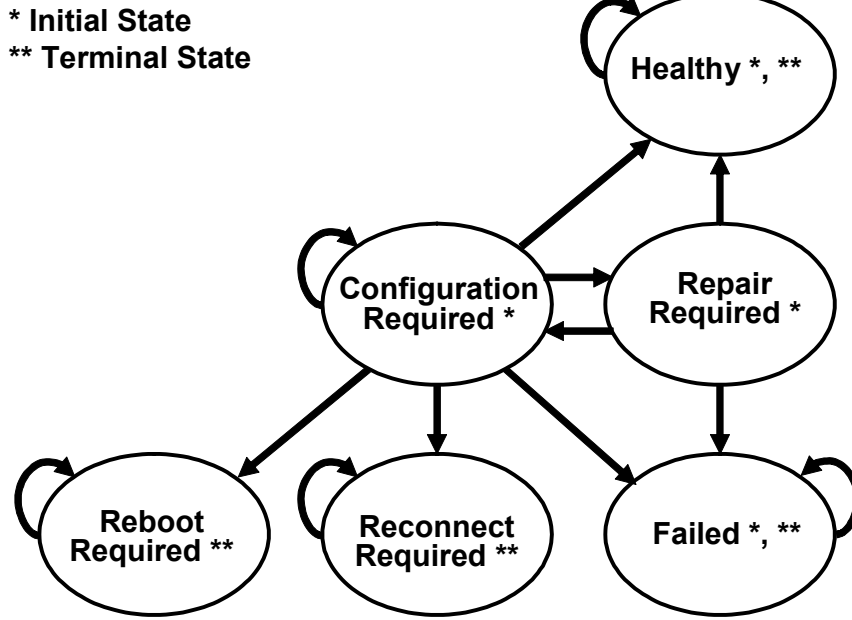 * Initial State
** Terminal State
Healthy *, **
Configuration
Required *
Repair
Required *
Reboot
Required **
Reconnect
Required **
Failed *, **